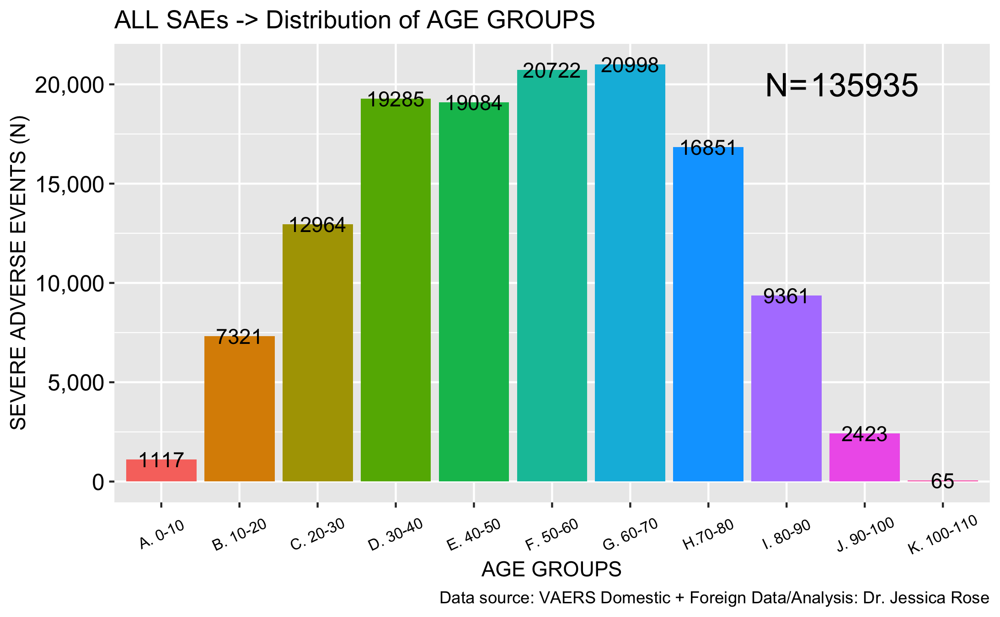 ALL SAEs -> Distribution of AGE GROUPS
SEVERE ADVERSE EVENTS (N)
20,000
15,000
10,000
5,000
0
N=135935
1117
7321
12964
19285
19084
20722
20998
16851
9361
2423
65
A. 0-10
B. 10-20
C. 20-30
D. 30-40
E. 40-50
F. 50-60
G. 60-70
H.70-80
I. 80-90
J. 90-100
K. 100-110
AGE GROUPS
Data source: VAERS Domestic + Foreign Data/Analysis: Dr. Jessica Rose